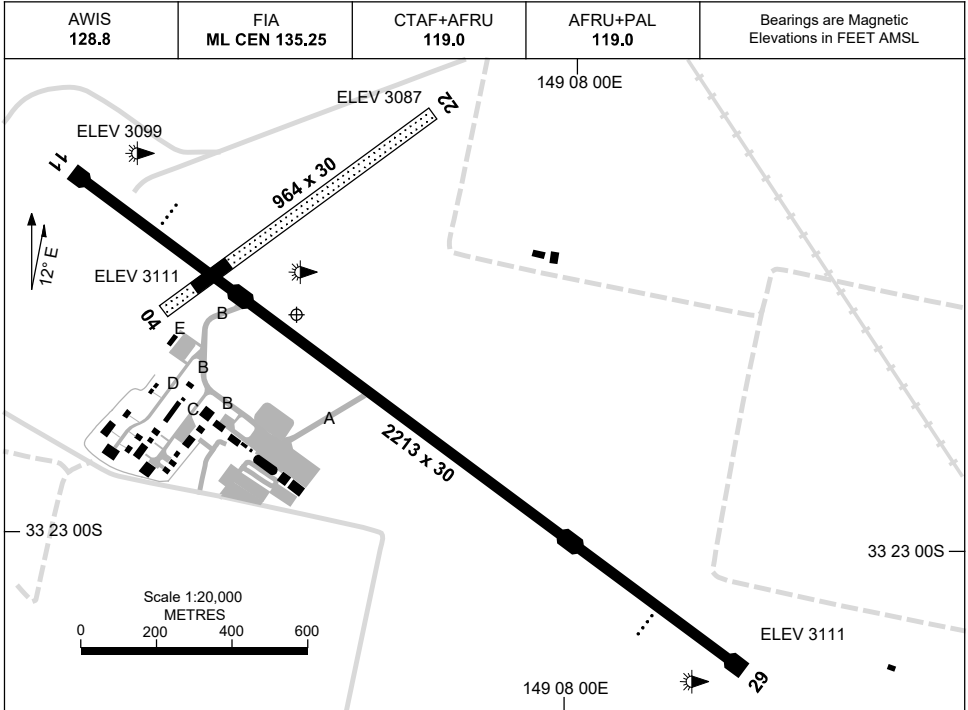 AWIS
128.8
FIA
ML CEN 135.25
CTAF+AFRU
119.0
AFRU+PAL
119.0
Bearings are Magnetic
Elevations in FEET AMSL
149 08 00E
ELEV 3087
22
ELEV 3099
11
964 x 30
12° E
ELEV 3111
04
B
E
B
D
B
C
A
2213 x 30
33 23 00S
33 23 00S
Scale 1:20,000
METRES
0 200 400 600
ELEV 3111
29
149 08 00E